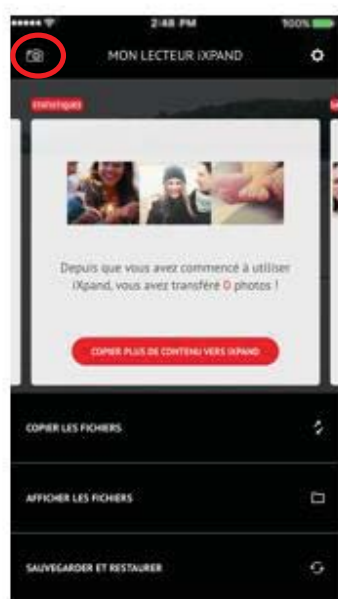 2:48 PM
100%
MON LECTEUR iXPAND
STATISTIQUES
Depuis que vous avez commencé à utiliser
iXpand, vous avez transféré 0 photos !
COPIER PLUS DE CONTENU VERS IXPAND
COPIER LES FICHIERS
AFFICHER LES FICHIERS
SAUVEGARDER ET RESTAURER